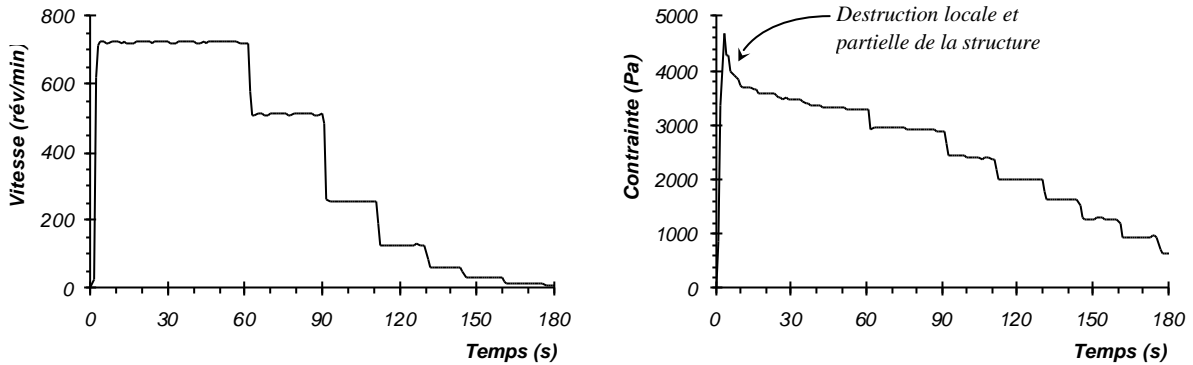 800
600
400
200
0
Vitesse (rév/min)
0 30 60 90 120 150 180
Temps (s)
5000
4000
3000
2000
1000
0
Contrainte (Pa)
Destruction locale et
partielle de la structure
0 30 60 90 120 150 180
Temps (s)